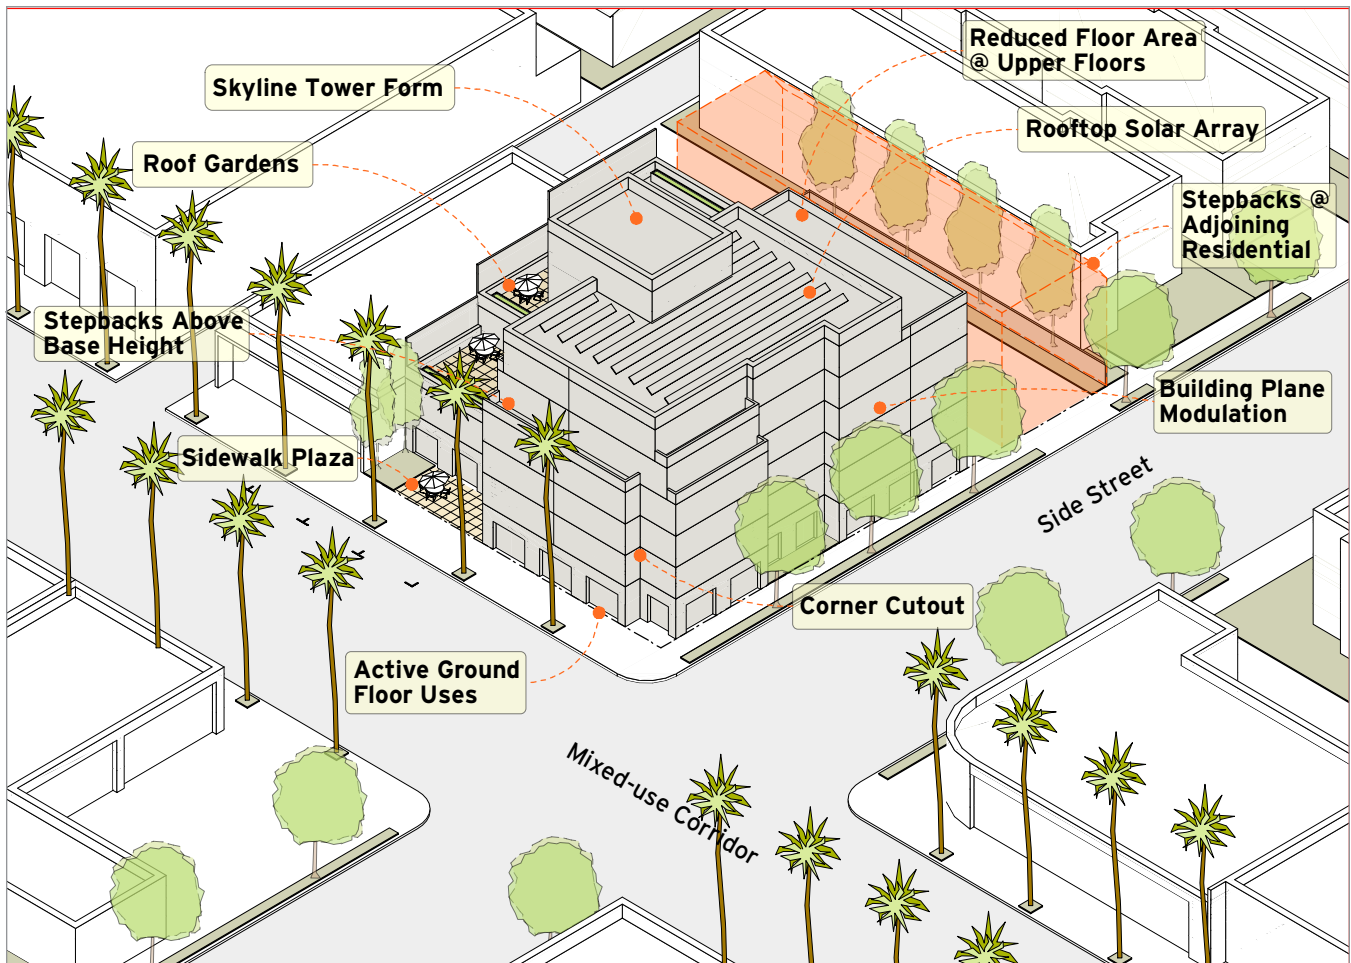 Reduced Floor Area
@ Upper Floors
Skyline Tower Form
Rooftop Solar Array
Roof Gardens
Stepbacks @
Adjoining
Residential
Stepbacks Above
Base Height
Building Plane
Modulation
Sidewalk Plaza
Side Street
Corner Cutout
Active Ground
Floor Uses
Mixed-use Corridor